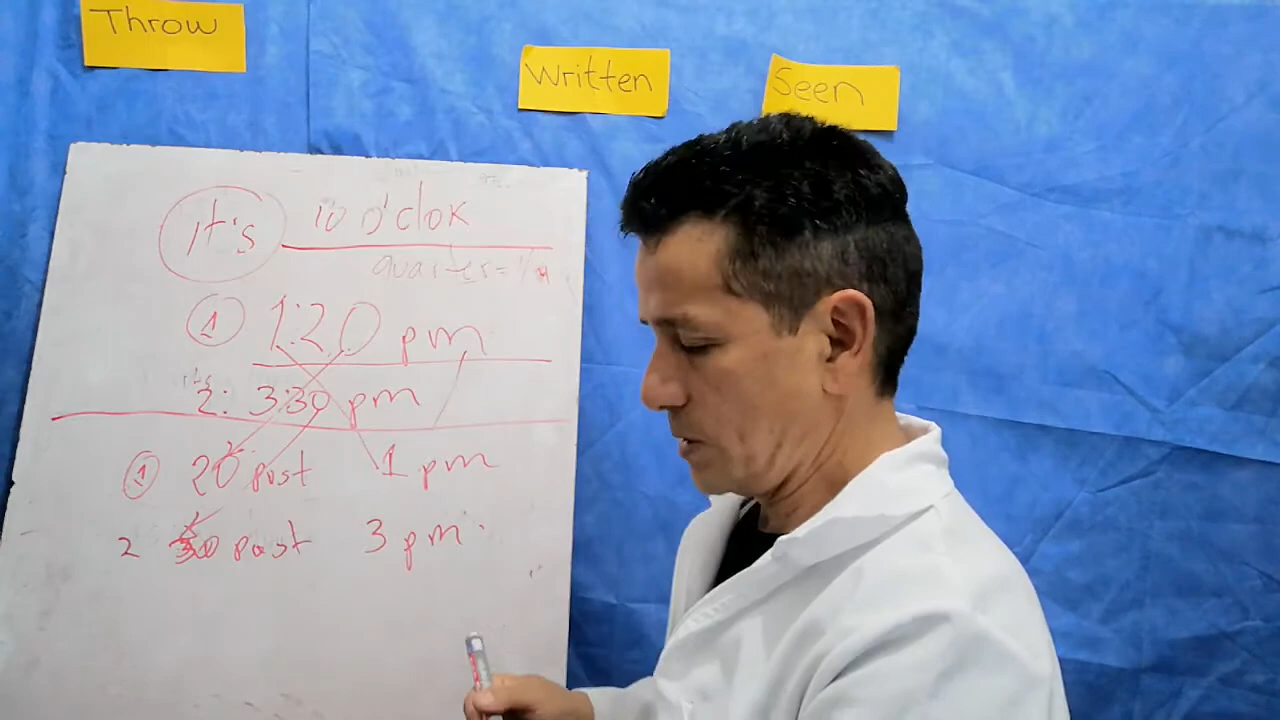 Throw
Written
Seen
it's 10 o'clok
quarter = 1/4
1 1:20 pm
2: 3:30 pm
1 20 past 1 pm
2 30 past 3 pm.